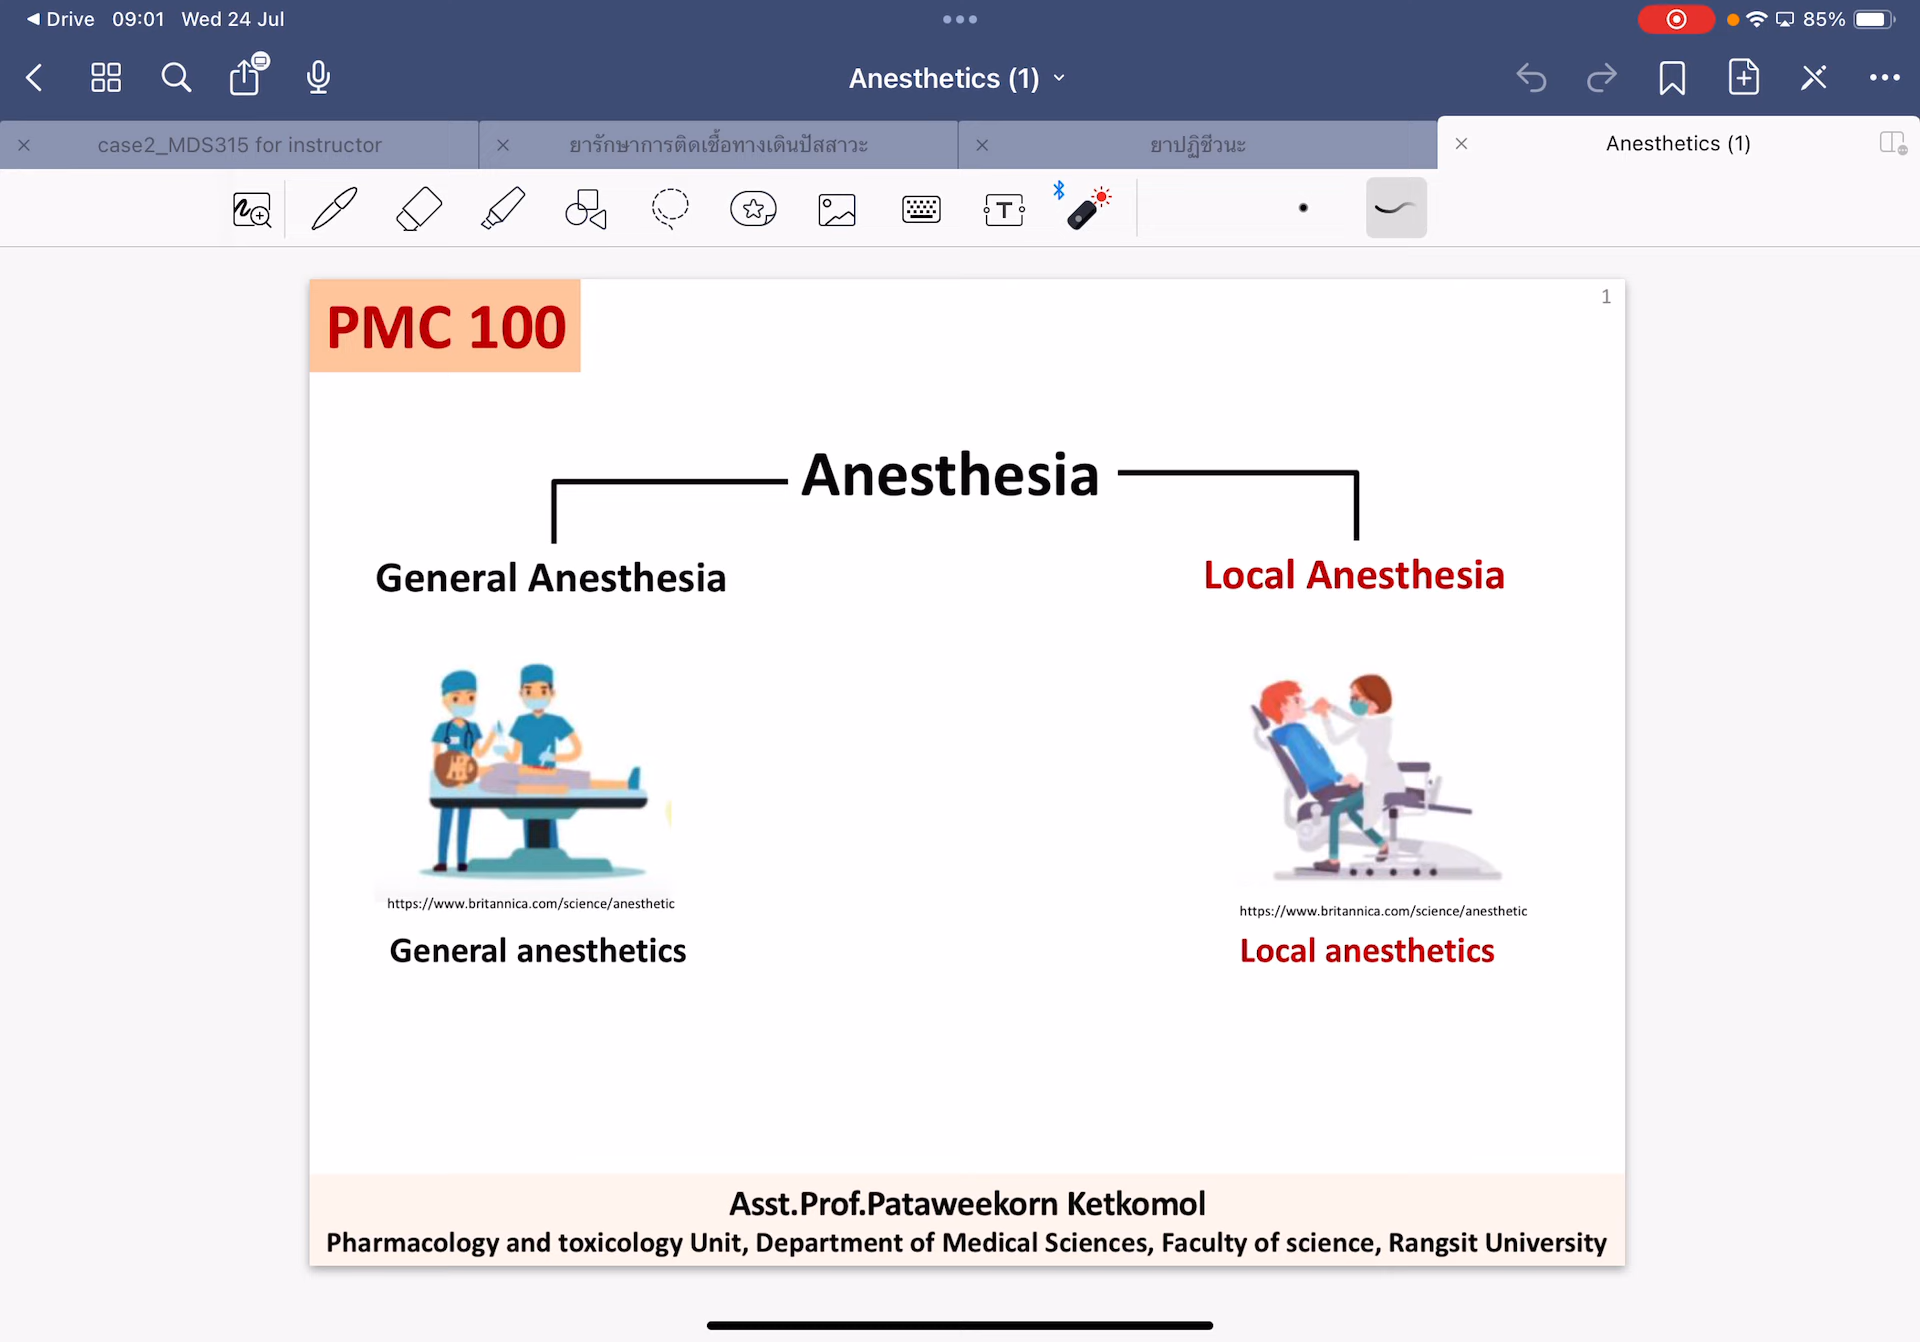 Drive 09:01 Wed 24 Jul 85%
Anesthetics (1)
case2_MDS315 for instructor
ยารักษาการติดเชื้อทางเดินปัสสาวะ
ยาปฏิชีวนะ
Anesthetics (1)
T
1
PMC 100
Anesthesia
General Anesthesia
Local Anesthesia
https://www.britannica.com/science/anesthetic
https://www.britannica.com/science/anesthetic
General anesthetics
Local anesthetics
Asst.Prof.Pataweekorn Ketkomol
Pharmacology and toxicology Unit, Department of Medical Sciences, Faculty of science, Rangsit University